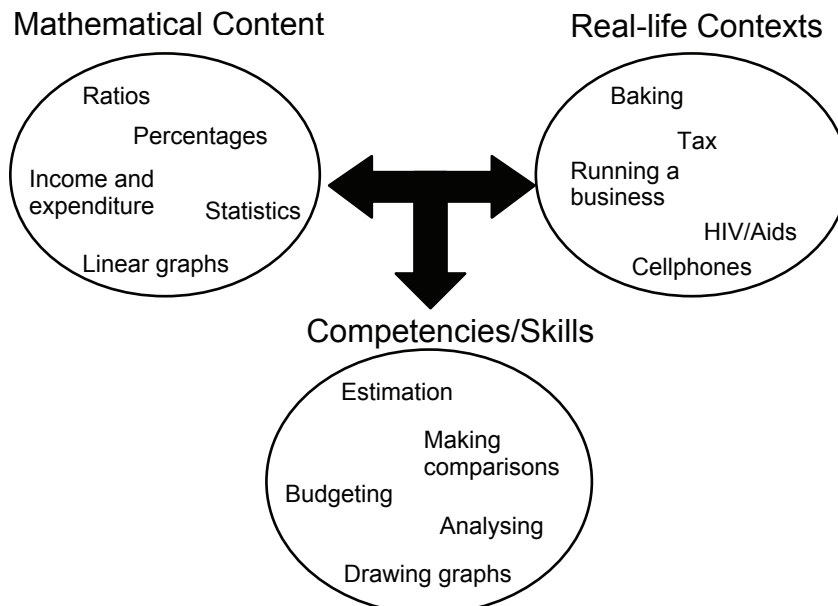 Mathematical Content
Ratios
Percentages
Income and
expenditure
Statistics
Linear graphs
Real-life Contexts
Baking
Tax
Running a
business
HIV/Aids
Cellphones
Competencies/Skills
Estimation
Making
comparisons
Budgeting
Analysing
Drawing graphs